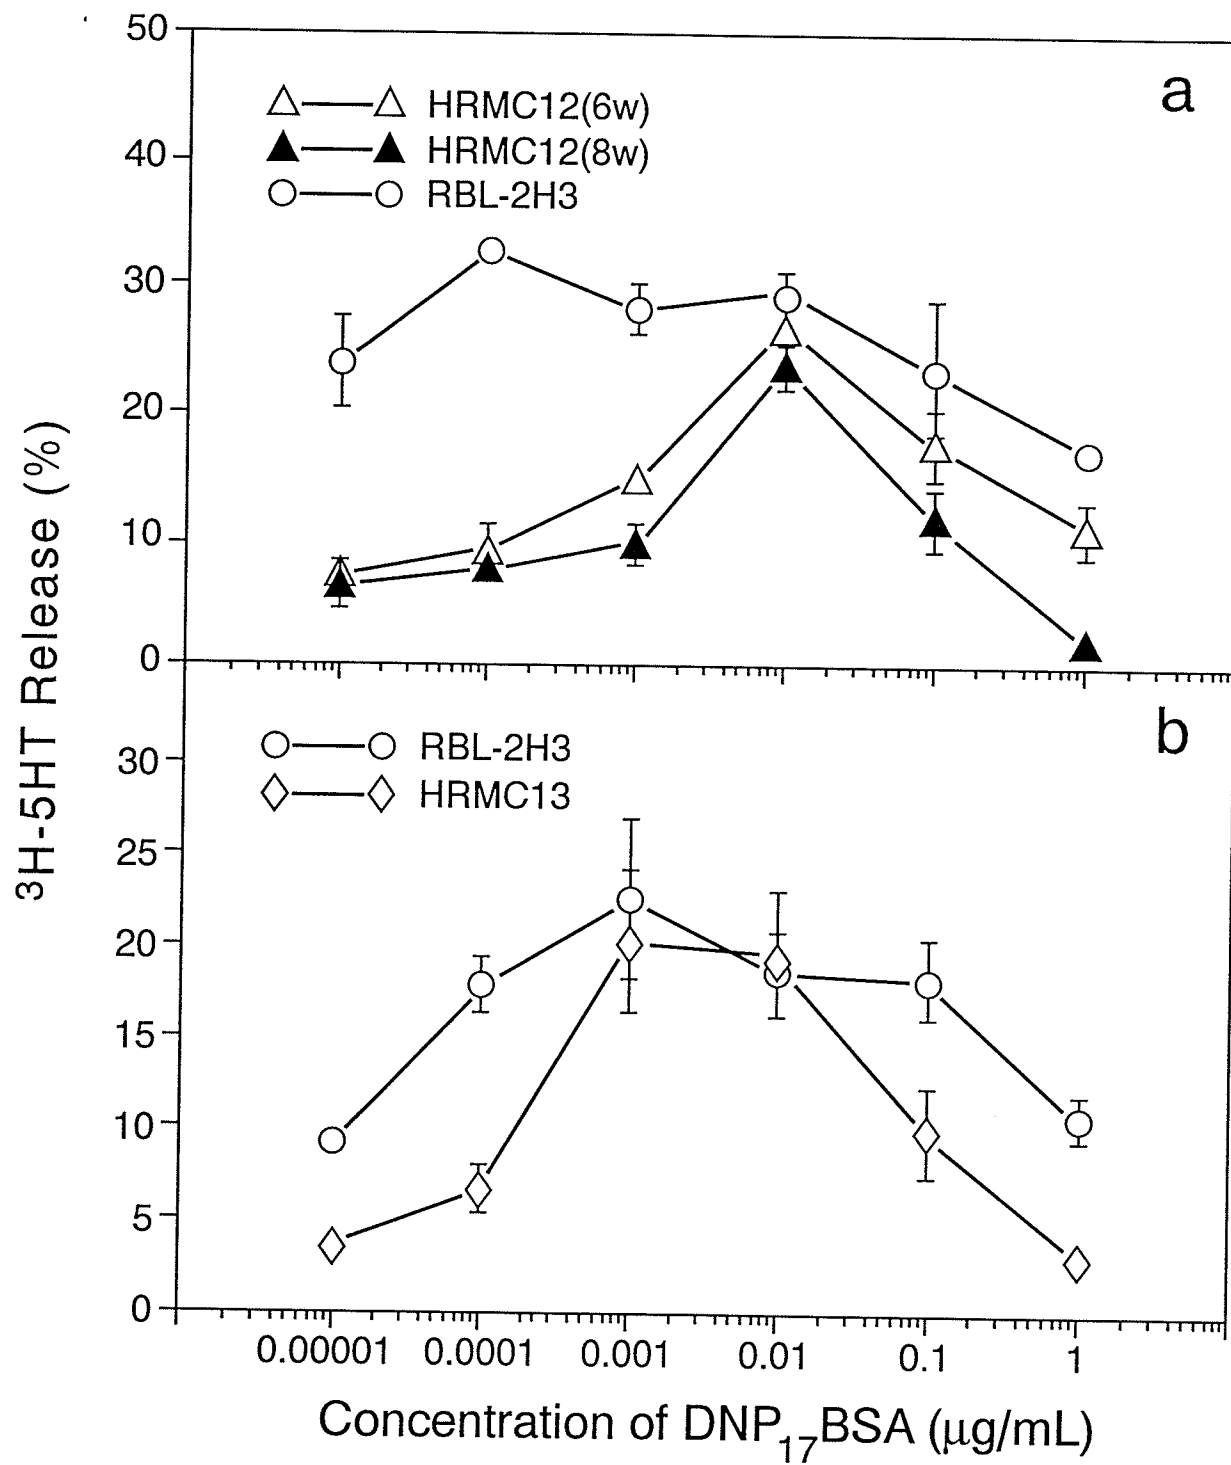 50
a
HRMC12(6w)
HRMC12(8w)
RBL-2H3
40
30
20
10
0
³H-5HT Release (%)
b
RBL-2H3
HRMC13
30
25
20
15
10
5
0
0.00001 0.0001 0.001 0.01 0.1 1
Concentration of DNP₁₇BSA (μg/mL)